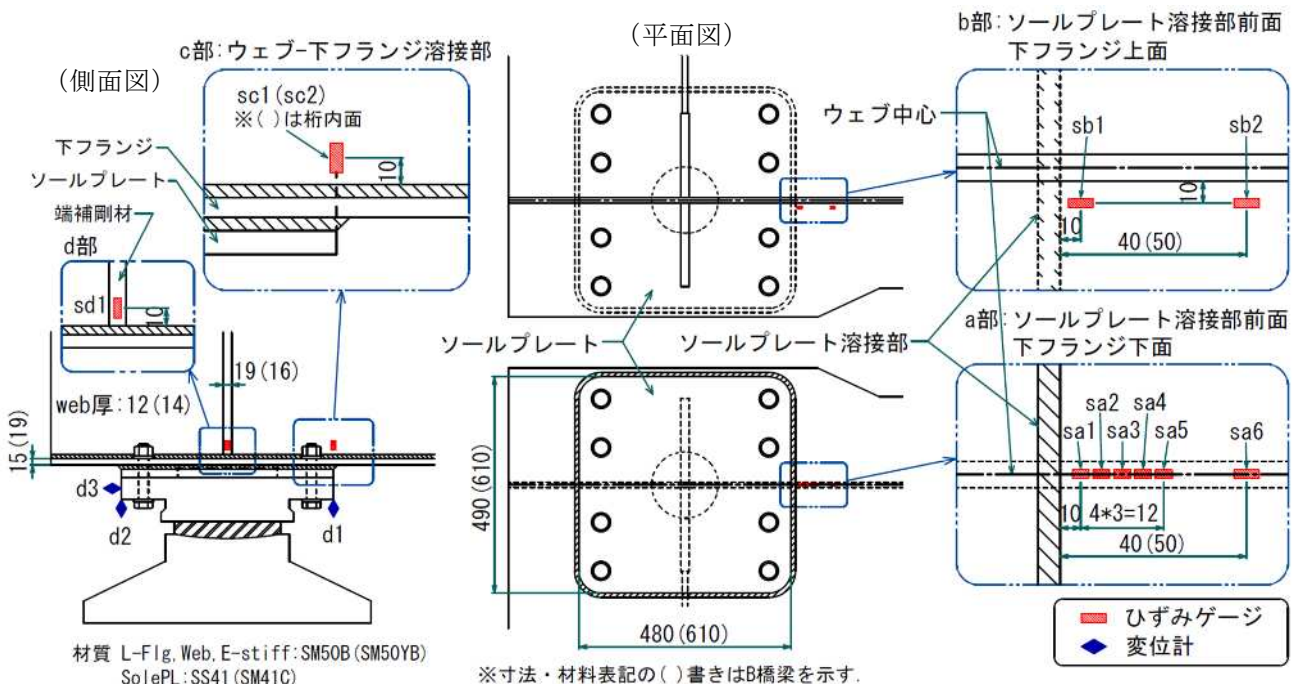 （側面図）
c部:ウェブ-下フランジ溶接部
sc1(sc2)
※( )は桁内面
10
下フランジ
ソールプレート
端補剛材
d部
sd1
10
19(16)
web厚:12(14)
15(19)
d3
d2
d1
材質 L-Flg,Web,E-stiff:SM50B(SM50YB)
SolePL:SS41(SM41C)
（平面図）
ウェブ中心
ソールプレート
ソールプレート溶接部
490(610)
480(610)
※寸法・材料表記の( )書きはB橋梁を示す.
b部:ソールプレート溶接部前面
下フランジ上面
sb1
sb2
10
10
40(50)
a部:ソールプレート溶接部前面
下フランジ下面
sa1
sa2
sa3
sa4
sa5
sa6
10
4*3=12
40(50)
ひずみゲージ
変位計